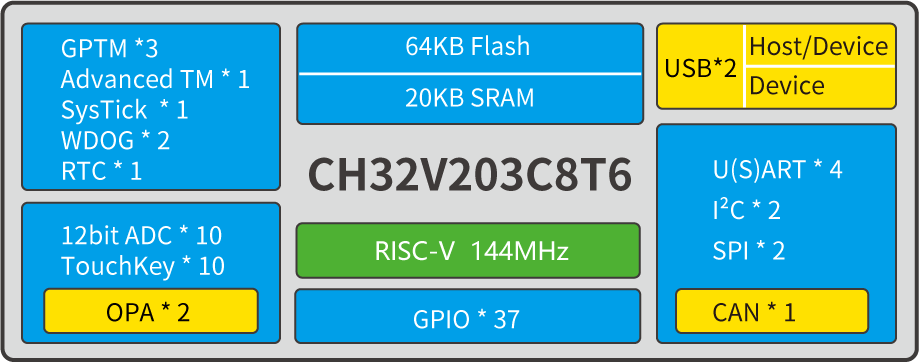 GPTM *3
Advanced TM * 1
SysTick * 1
WDOG * 2
RTC * 1
12bit ADC * 10
TouchKey * 10
OPA * 2
64KB Flash
20KB SRAM
CH32V203C8T6
RISC-V 144MHz
GPIO * 37
USB*2
Host/Device
Device
U(S)ART * 4
I²C * 2
SPI * 2
CAN * 1